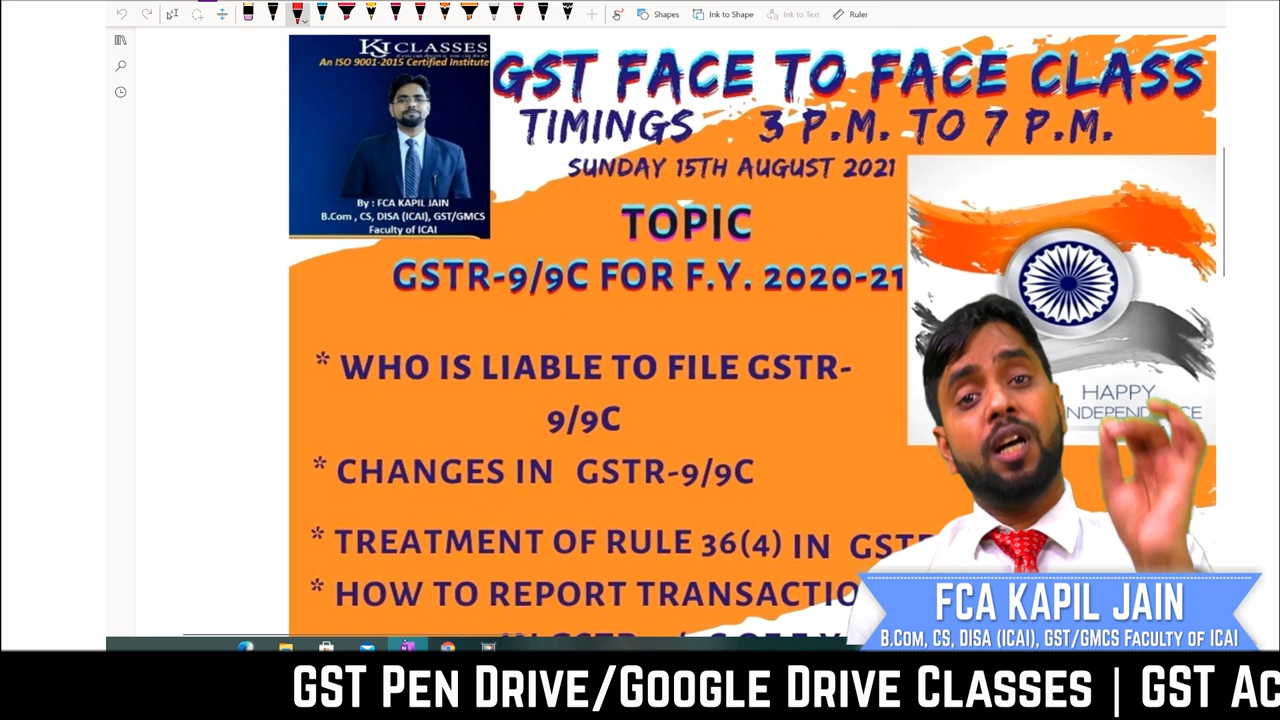 Shapes
Ink to Shape
Ink to Text
Ruler
KJ CLASSES
An ISO 9001-2015 Certified Institute
By : FCA KAPIL JAIN
B.Com , CS, DISA (ICAI), GST/GMCS
Faculty of ICAI
GST FACE TO FACE CLASS
TIMINGS 3 P.M. TO 7 P.M.
SUNDAY 15TH AUGUST 2021
TOPIC
GSTR-9/9C FOR F.Y. 2020-21
HAPPY
* WHO IS LIABLE TO FILE GSTR-
9/9C
* CHANGES IN GSTR-9/9C
* TREATMENT OF RULE 36(4) IN
* HOW TO REPORT
FCA KAPIL JAIN
B.COM, CS, DISA (ICAI), GST/GMCS FACULTY OF ICAI
GST PEN DRIVE/GOOGLE DRIVE CLASSES | GST